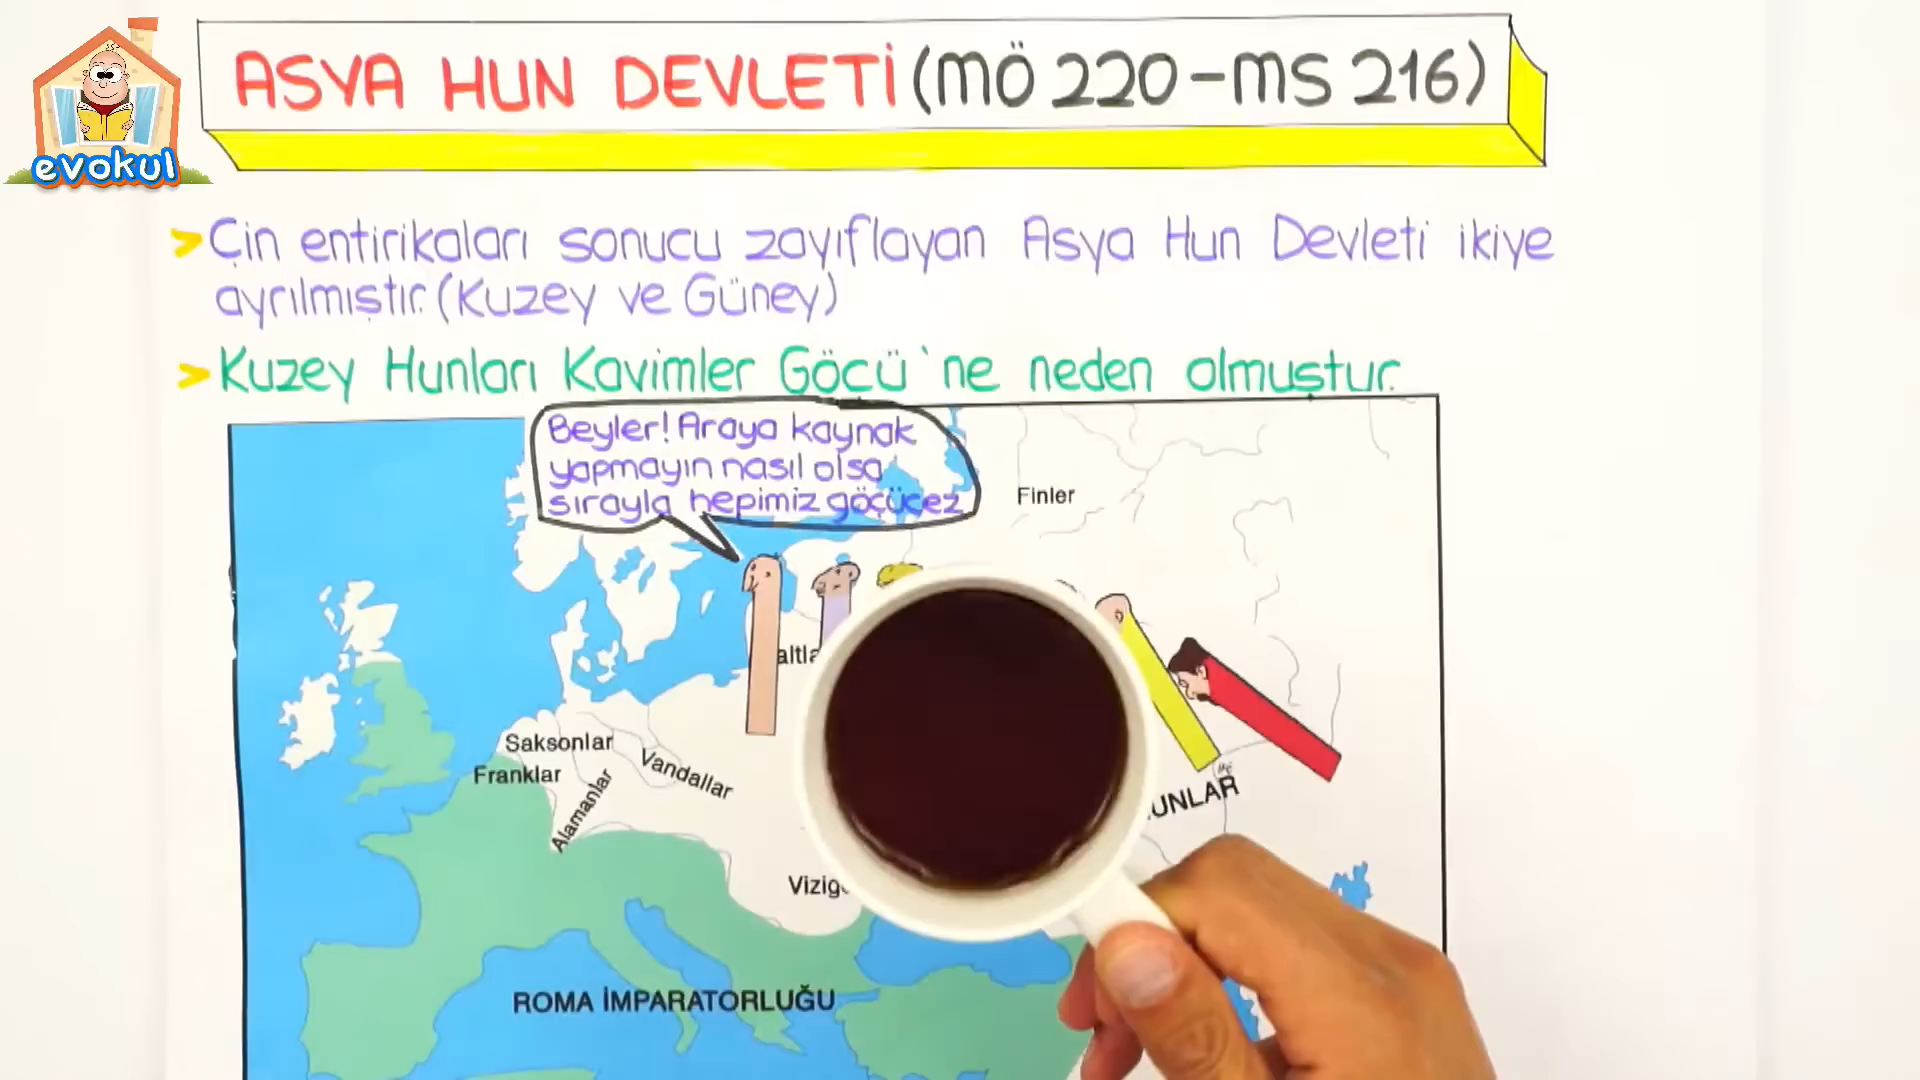 evokul
ASYA HUN DEVLETİ (MÖ 220 - MS 216)
> Çin entirikaları sonucu zayıflayan Asya Hun Devleti ikiye
ayrılmıştır. (Kuzey ve Güney)
> Kuzey Hunları Kavimler Göçü'ne neden olmuştur.
Beyler! Araya kaynak
yapmayın nasıl olsa
sırayla hepimiz göçücez
Finler
Saksonlar
Franklar
Alamanlar
Vandallar
ROMA İMPARATORLUĞU